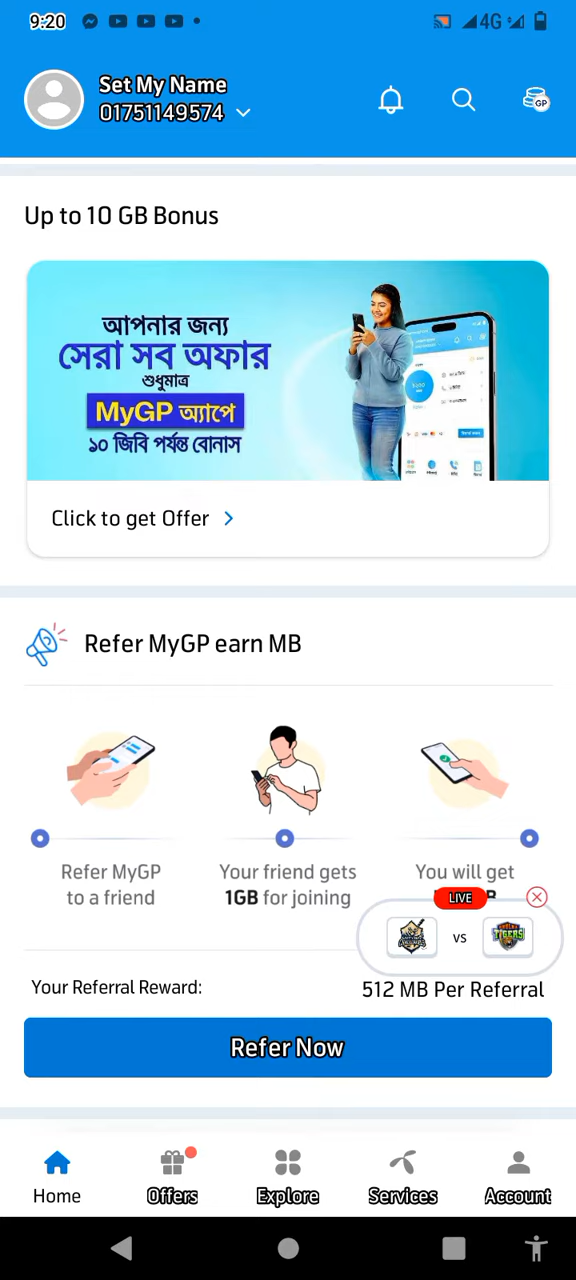 9:20
4G
Set My Name
01751149574
GP
Up to 10 GB Bonus
আপনার জন্য
সেরা সব অফার
শুধুমাত্র
MyGP অ্যাপে
১০ জিবি পর্যন্ত বোনাস
Click to get Offer
Refer MyGP earn MB
Refer MyGP
to a friend
Your friend gets
1GB for joining
You will get
LIVE
vs
TIGERS
Your Referral Reward:
512 MB Per Referral
Refer Now
Home
Offers
Explore
Services
Account